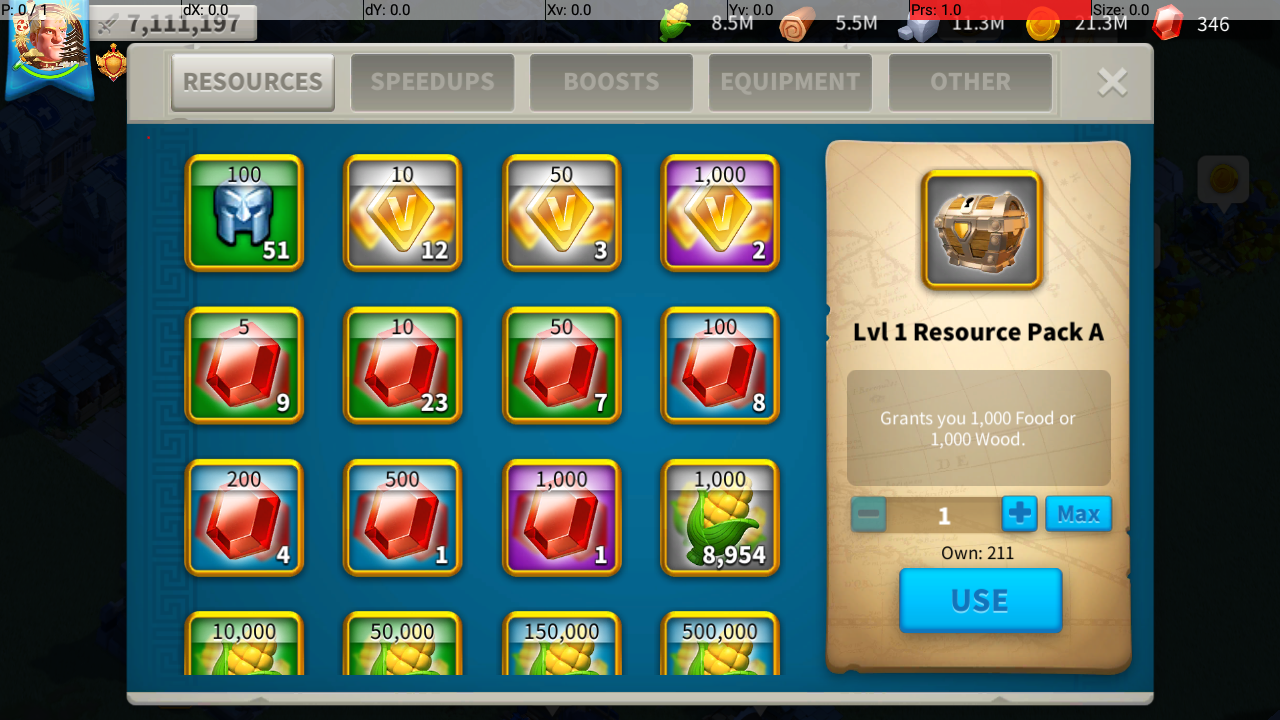 P: 0 / 1 dX: 0.0 dY: 0.0 Xv: 0.0 Yv: 0.0 Prs: 1.0 Size: 0.0
7,111,197 8.5M 5.5M 11.3M 21.3M 346
RESOURCES SPEEDUPS BOOSTS EQUIPMENT OTHER
100 10 50 1,000
V V V
51 12 3 2
5 10 50 100
9 23 7 8
200 500 1,000 1,000
4 1 1 8,954
10,000 50,000 150,000 500,000
Lvl 1 Resource Pack A
Grants you 1,000 Food or
1,000 Wood.
1 Max
Own: 211
USE